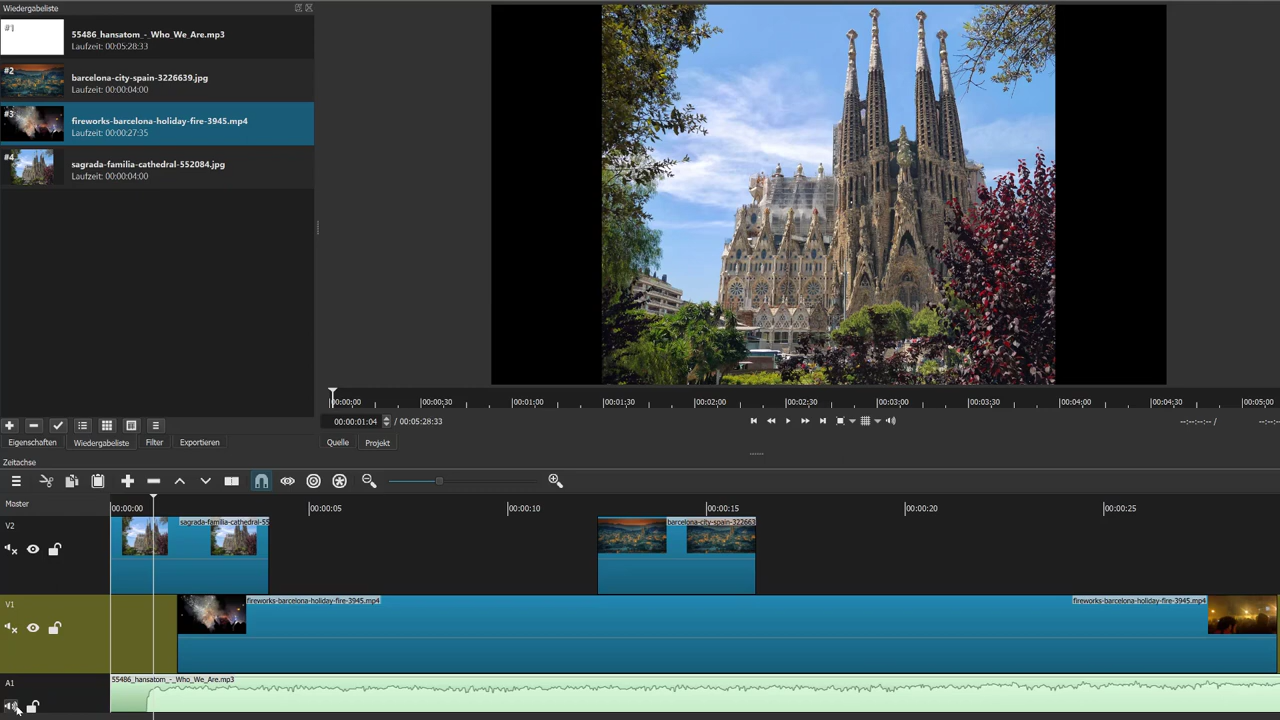 Wiedergabeliste
#1
55486_hansatom_-_Who_We_Are.mp3
Laufzeit: 00:05:28:33
#2
barcelona-city-spain-3226639.jpg
Laufzeit: 00:00:04:00
#3
fireworks-barcelona-holiday-fire-3945.mp4
Laufzeit: 00:00:27:35
#4
sagrada-familia-cathedral-552084.jpg
Laufzeit: 00:00:04:00
00:00:00 00:00:30 00:01:00 00:01:30 00:02:00 00:02:30 00:03:00 00:03:30 00:04:00 00:04:30 00:05:00
00:00:01:04 / 00:05:28:33 --:--:--:-- /
Eigenschaften Wiedergabeliste Filter Exportieren
Quelle Projekt
Zeitachse
Master 00:00:00 00:00:05 00:00:10 00:00:15 00:00:20 00:00:25
V2 sagrada-familia-cathedral-55 barcelona-city-spain-322663
V1 fireworks-barcelona-holiday-fire-3945.mp4 fireworks-barcelona-holiday-fire-3945.mp4
A1 55486_hansatom_-_Who_We_Are.mp3